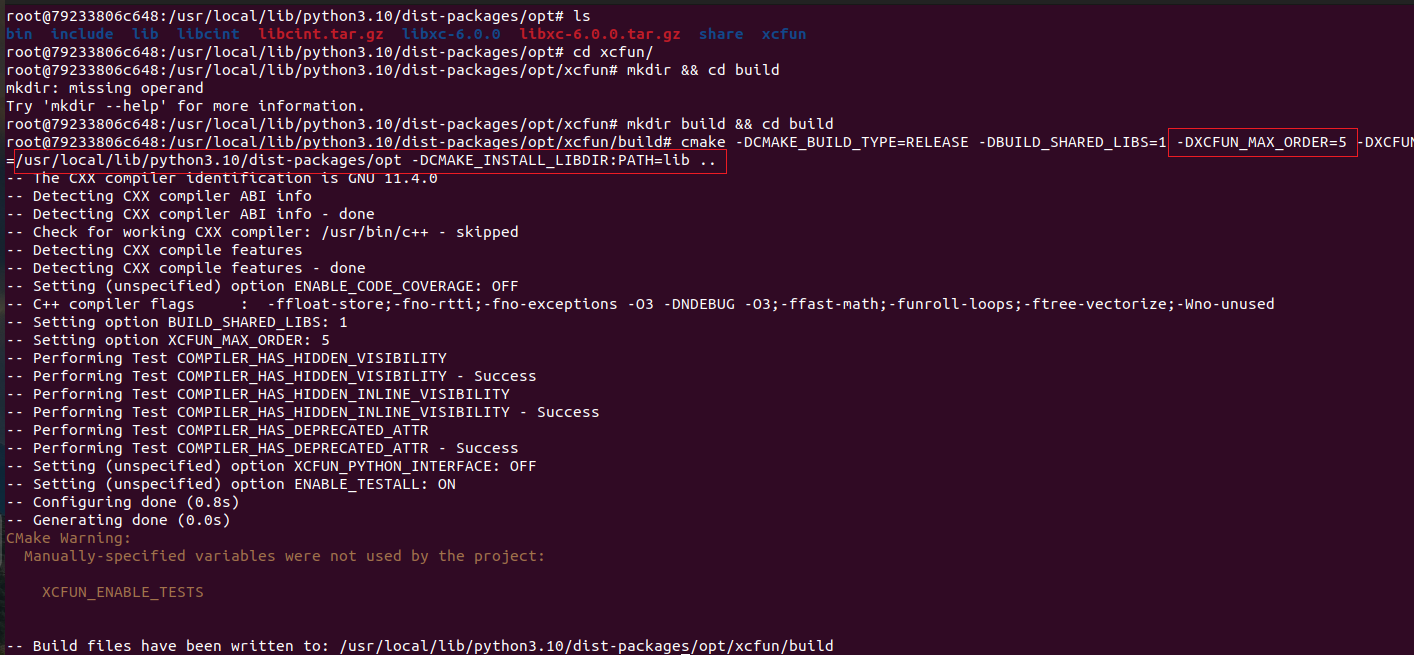 root@79233806c648:/usr/local/lib/python3.10/dist-packages/opt# ls
bin  include  lib  libcint  libcint.tar.gz  libxc-6.0.0  libxc-6.0.0.tar.gz  share  xcfun
root@79233806c648:/usr/local/lib/python3.10/dist-packages/opt# cd xcfun/
root@79233806c648:/usr/local/lib/python3.10/dist-packages/opt/xcfun# mkdir && cd build
mkdir: missing operand
Try 'mkdir --help' for more information.
root@79233806c648:/usr/local/lib/python3.10/dist-packages/opt/xcfun# mkdir build && cd build
root@79233806c648:/usr/local/lib/python3.10/dist-packages/opt/xcfun/build# cmake -DCMAKE_BUILD_TYPE=RELEASE -DBUILD_SHARED_LIBS=1 -DXCFUN_MAX_ORDER=5 -DXCFUN
=/usr/local/lib/python3.10/dist-packages/opt -DCMAKE_INSTALL_LIBDIR:PATH=lib ..
-- The CXX compiler identification is GNU 11.4.0
-- Detecting CXX compiler ABI info
-- Detecting CXX compiler ABI info - done
-- Check for working CXX compiler: /usr/bin/c++ - skipped
-- Detecting CXX compile features
-- Detecting CXX compile features - done
-- Setting (unspecified) option ENABLE_CODE_COVERAGE: OFF
-- C++ compiler flags     :  -ffloat-store;-fno-rtti;-fno-exceptions -O3 -DNDEBUG -O3;-ffast-math;-funroll-loops;-ftree-vectorize;-Wno-unused
-- Setting option BUILD_SHARED_LIBS: 1
-- Setting option XCFUN_MAX_ORDER: 5
-- Performing Test COMPILER_HAS_HIDDEN_VISIBILITY
-- Performing Test COMPILER_HAS_HIDDEN_VISIBILITY - Success
-- Performing Test COMPILER_HAS_HIDDEN_INLINE_VISIBILITY
-- Performing Test COMPILER_HAS_HIDDEN_INLINE_VISIBILITY - Success
-- Performing Test COMPILER_HAS_DEPRECATED_ATTR
-- Performing Test COMPILER_HAS_DEPRECATED_ATTR - Success
-- Setting (unspecified) option XCFUN_PYTHON_INTERFACE: OFF
-- Setting (unspecified) option ENABLE_TESTALL: ON
-- Configuring done (0.8s)
-- Generating done (0.0s)
CMake Warning:
  Manually-specified variables were not used by the project:
    XCFUN_ENABLE_TESTS
-- Build files have been written to: /usr/local/lib/python3.10/dist-packages/opt/xcfun/build